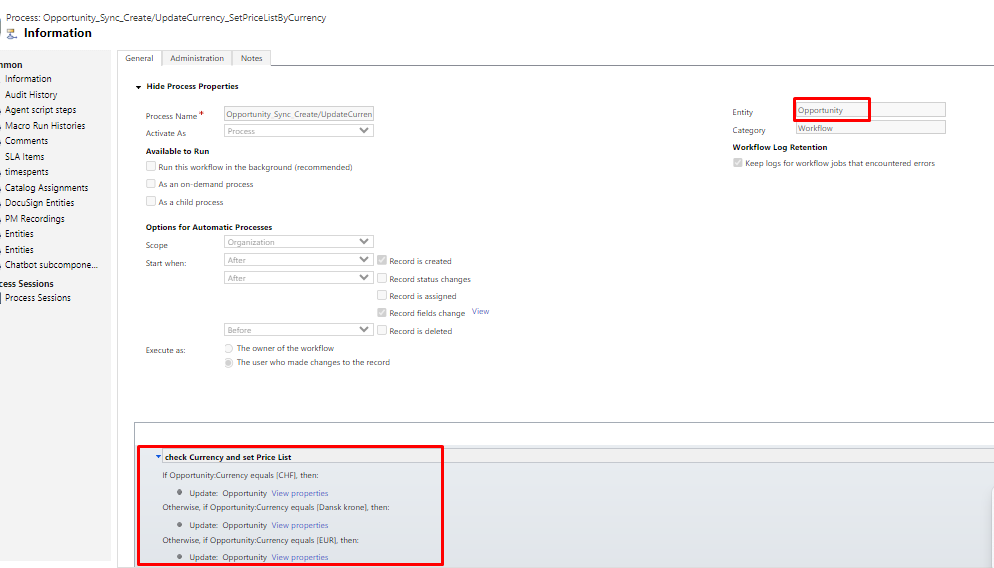 Process: Opportunity_Sync_Create/UpdateCurrency_SetPriceListByCurrency
Information
mmon
Information
Audit History
Agent script steps
Macro Run Histories
Comments
SLA Items
timespents
Catalog Assignments
DocuSign Entities
PM Recordings
Entities
Entities
Chatbot subcompone...
cess Sessions
Process Sessions
General Administration Notes
Hide Process Properties
Process Name * Opportunity_Sync_Create/UpdateCurren
Activate As Process
Available to Run
Run this workflow in the background (recommended)
As an on-demand process
As a child process
Entity Opportunity
Category Workflow
Workflow Log Retention
Keep logs for workflow jobs that encountered errors
Options for Automatic Processes
Scope Organization
Start when: After Record is created
After Record status changes
Record is assigned
Record fields change View
Before Record is deleted
Execute as: The owner of the workflow
The user who made changes to the record
check Currency and set Price List
If Opportunity:Currency equals [CHF], then:
Update: Opportunity View properties
Otherwise, if Opportunity:Currency equals [Dansk krone], then:
Update: Opportunity View properties
Otherwise, if Opportunity:Currency equals [EUR], then:
Update: Opportunity View properties